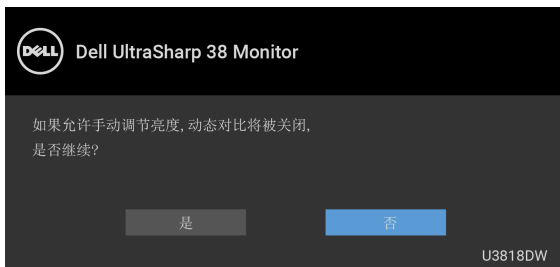 DELL
Dell UltraSharp 38 Monitor
如果允许手动调节亮度,动态对比将被关闭,
是否继续?
是 否
U3818DW